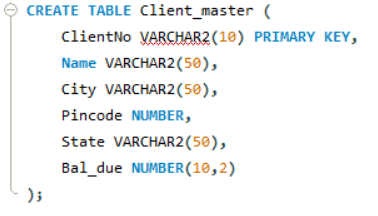 CREATE TABLE Client_master (
ClientNo VARCHAR2(10) PRIMARY KEY,
Name VARCHAR2(50),
City VARCHAR2(50),
Pincode NUMBER,
State VARCHAR2(50),
Bal_due NUMBER(10,2)
);